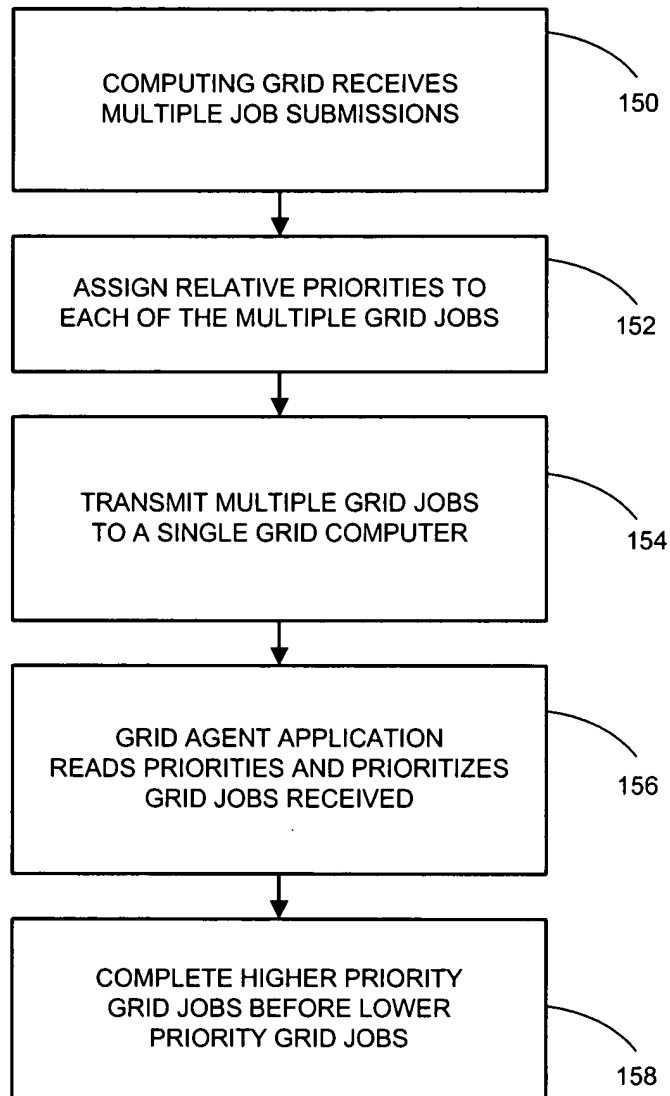 COMPUTING GRID RECEIVES
MULTIPLE JOB SUBMISSIONS
150
ASSIGN RELATIVE PRIORITIES TO
EACH OF THE MULTIPLE GRID JOBS
152
TRANSMIT MULTIPLE GRID JOBS
TO A SINGLE GRID COMPUTER
154
GRID AGENT APPLICATION
READS PRIORITIES AND PRIORITIZES
GRID JOBS RECEIVED
156
COMPLETE HIGHER PRIORITY
GRID JOBS BEFORE LOWER
PRIORITY GRID JOBS
158